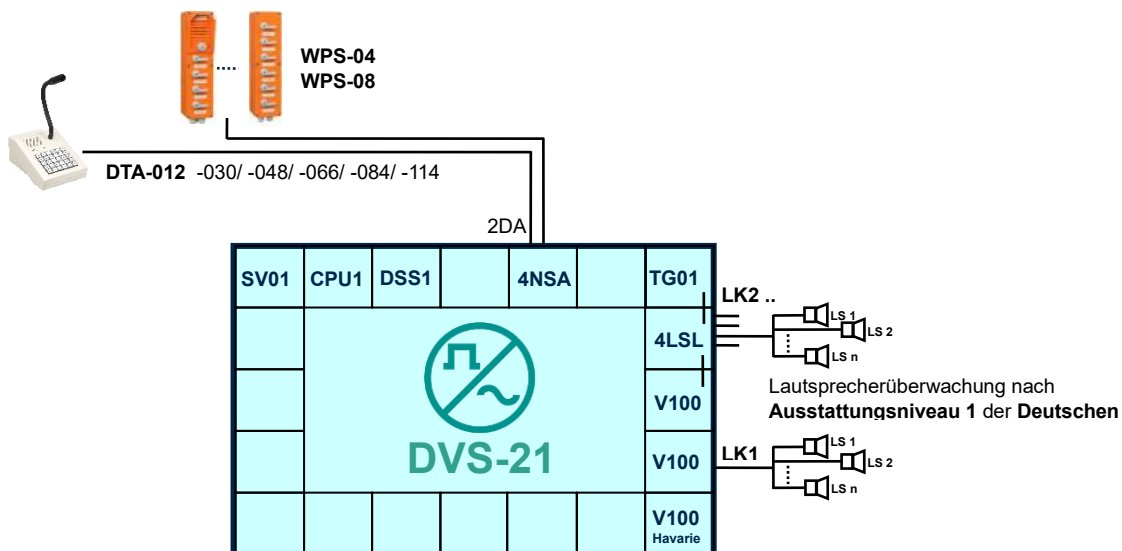 WPS-04
WPS-08
DTA-012 -030/ -048/ -066/ -084/ -114
2DA
SV01 CPU1 DSS1 4NSA TG01
LK2 ..
LS 1
LS 2
LS n
4LSL
Lautsprecherüberwachung nach
Ausstattungsniveau 1 der Deutschen
V100
DVS-21
V100
LK1
LS 1
LS 2
LS n
V100
Havarie